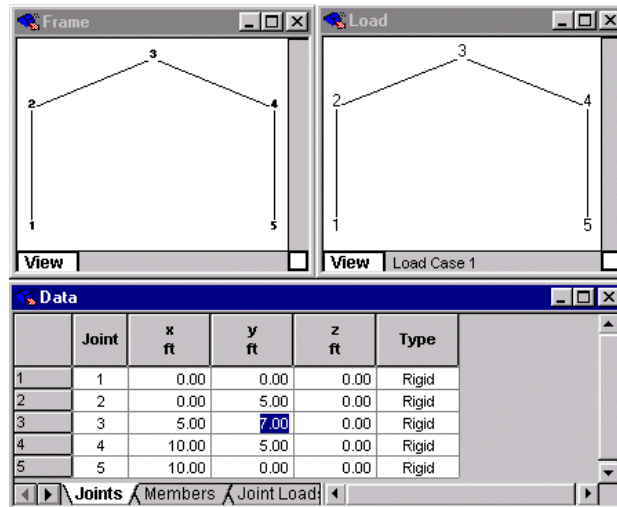 Frame
3
2
4
1
5
View
Load
3
2
4
1
5
View Load Case 1
Data
Joint x ft y ft z ft Type
1 1 0.00 0.00 0.00 Rigid
2 2 0.00 5.00 0.00 Rigid
3 3 5.00 7.00 0.00 Rigid
4 4 10.00 5.00 0.00 Rigid
5 5 10.00 0.00 0.00 Rigid
Joints Members Joint Loads